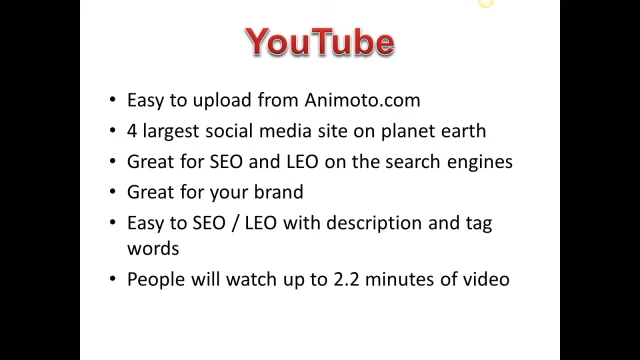 YouTube
• Easy to upload from Animoto.com
• 4 largest social media site on planet earth
• Great for SEO and LEO on the search engines
• Great for your brand
• Easy to SEO / LEO with description and tag
words
• People will watch up to 2.2 minutes of video